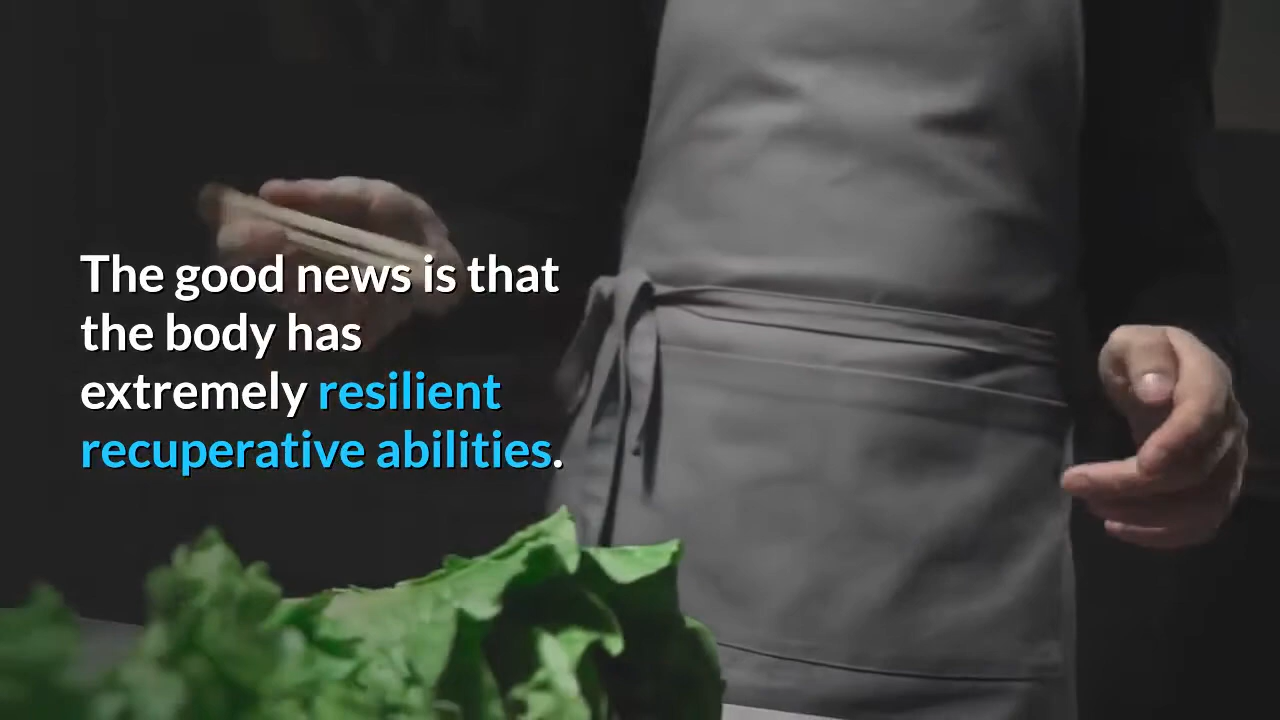 The good news is that
the body has
extremely resilient
recuperative abilities.